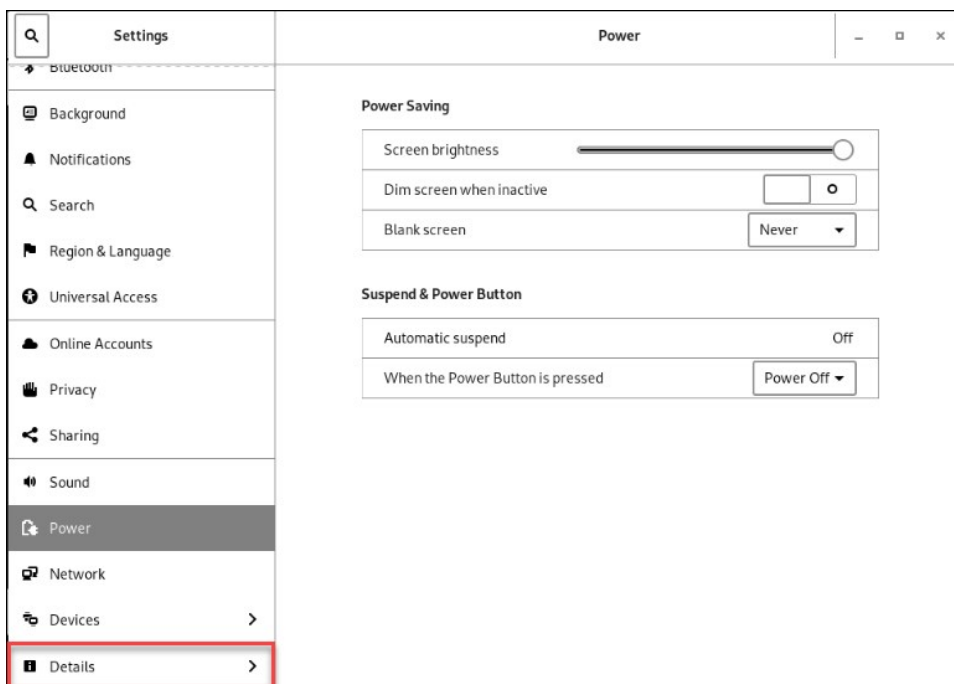 Settings
Power
Bluetooth
Background
Notifications
Search
Region & Language
Universal Access
Online Accounts
Privacy
Sharing
Sound
Power
Network
Devices
Details
Power Saving
Screen brightness
Dim screen when inactive
Blank screen Never
Suspend & Power Button
Automatic suspend Off
When the Power Button is pressed Power Off